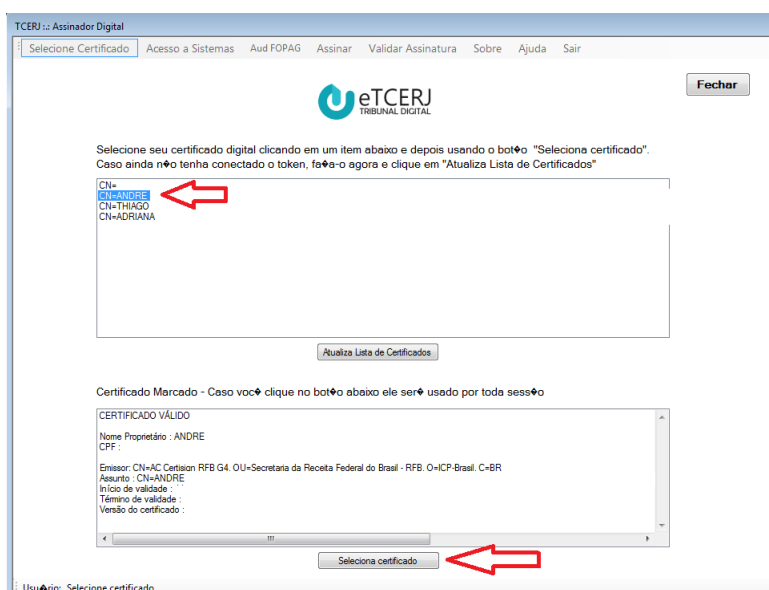 TCERJ ::: Assinador Digital
Selecione Certificado Acesso a Sistemas Aud FOPAG Assinar Validar Assinatura Sobre Ajuda Sair
eTCERJ
TRIBUNAL DIGITAL
Fechar
Selecione seu certificado digital clicando em um item abaixo e depois usando o bot�o "Seleciona certificado".
Caso ainda n�o tenha conectado o token, fa�a-o agora e clique em "Atualiza Lista de Certificados"
CN=
CN=ANDRE
CN=THIAGO
CN=ADRIANA
Atualiza Lista de Certificados
Certificado Marcado - Caso voc� clique no bot�o abaixo ele ser� usado por toda sess�o
CERTIFICADO VÁLIDO
Nome Proprietário : ANDRE
CPF :
Emissor: CN=AC Certisign RFB G4, OU=Secretaria da Receita Federal do Brasil - RFB, O=ICP-Brasil, C=BR
Assunto : CN=ANDRE
Início de validade :
Término de validade :
Versão do certificado :
Seleciona certificado
Usu�rio: Selecione certificado